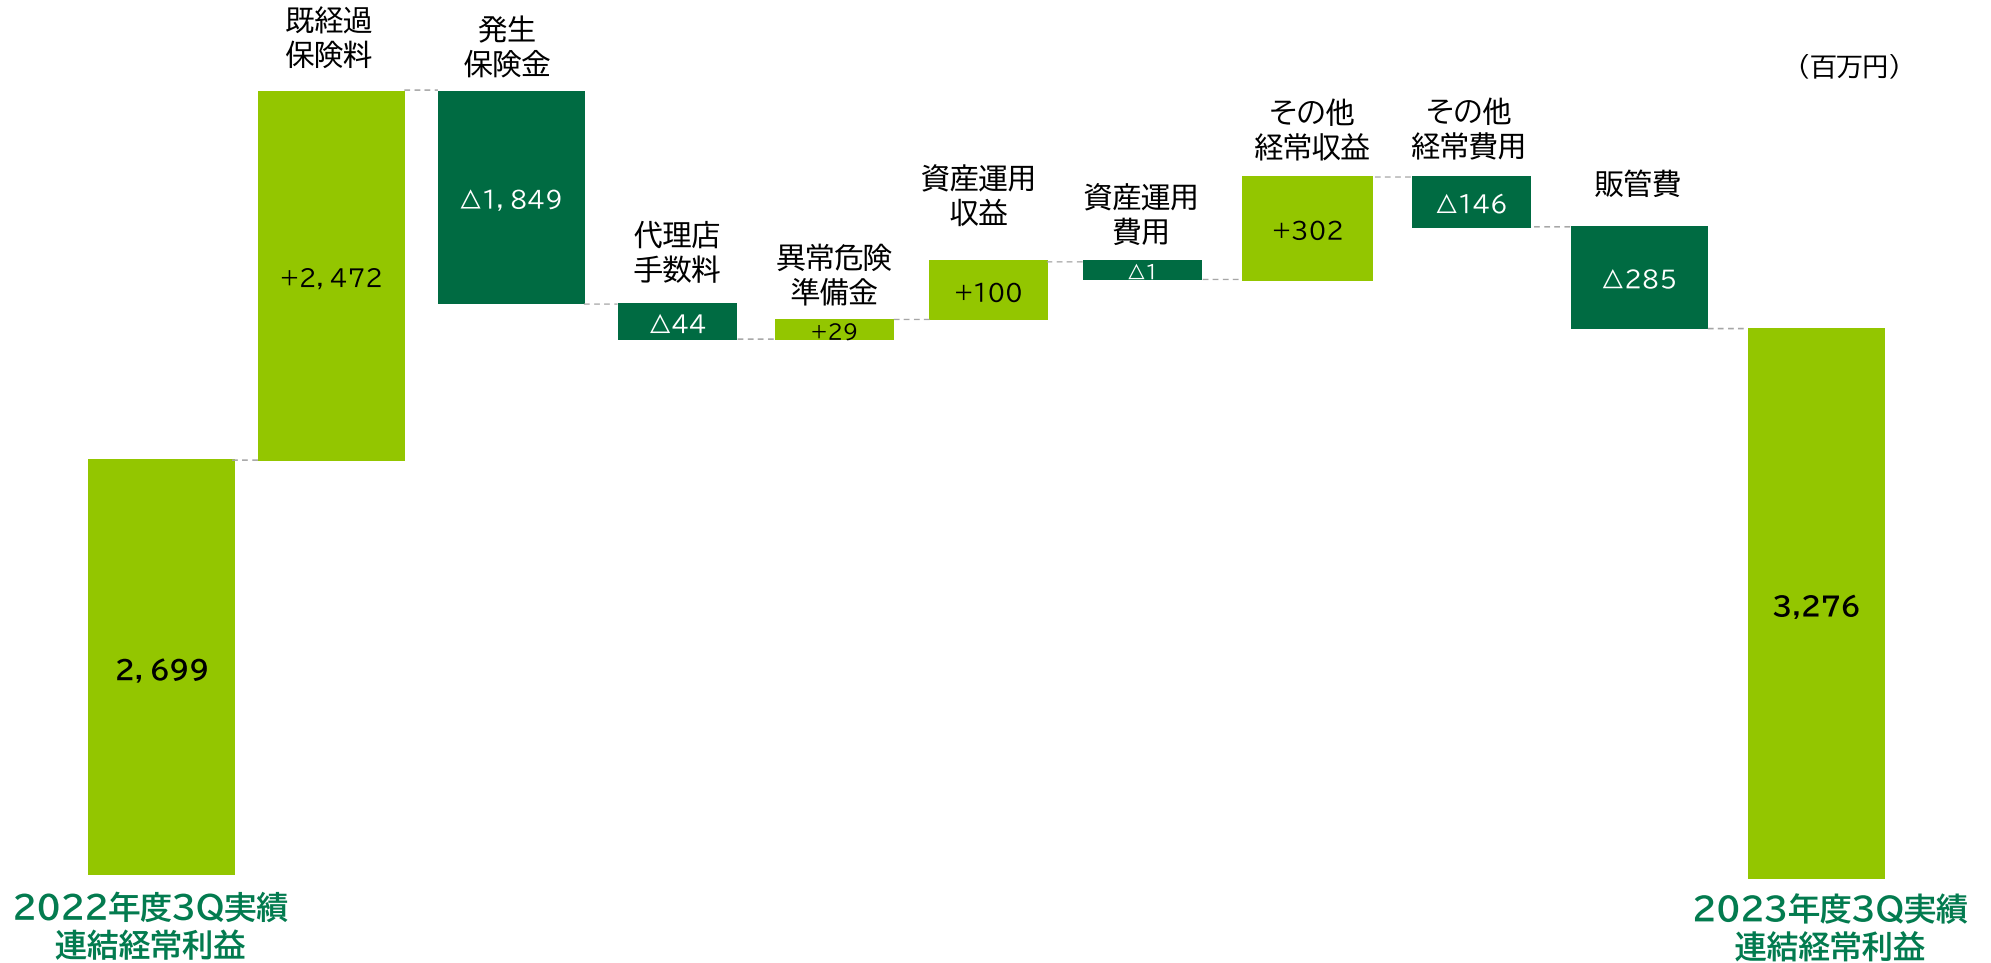 （百万円）
既経過
保険料
+2,472
発生
保険金
△1,849
代理店
手数料
△44
異常危険
準備金
+29
資産運用
収益
+100
資産運用
費用
△1
その他
経常収益
+302
その他
経常費用
△146
販管費
△285
2,699
3,276
2022年度3Q実績
連結経常利益
2023年度3Q実績
連結経常利益